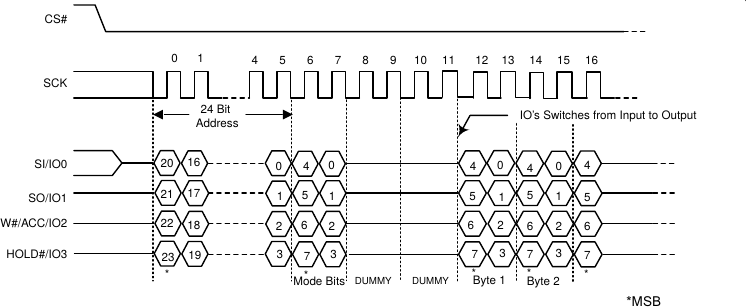 CS#
0 1 4 5 6 7 8 9 10 11 12 13 14 15 16
SCK
24 Bit
Address
IO's Switches from Input to Output
SI/IO0 20 16 0 4 0 4 0 4 0 4
SO/IO1 21 17 1 5 1 5 1 5 1 5
W#/ACC/IO2 22 18 2 6 2 6 2 6 2 6
HOLD#/IO3 23 19 3 7 3 7 3 7 3 7
* * * * *
Mode Bits DUMMY DUMMY Byte 1 Byte 2
*MSB